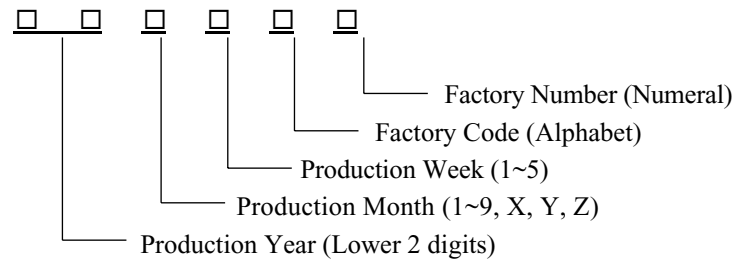 □ □ □ □ □ □
Factory Number (Numeral)
Factory Code (Alphabet)
Production Week (1~5)
Production Month (1~9, X, Y, Z)
Production Year (Lower 2 digits)